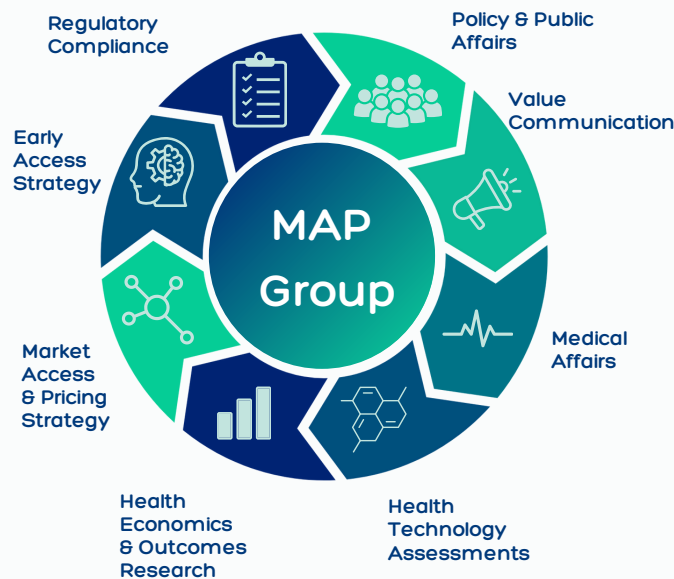 Regulatory
Compliance
Policy & Public
Affairs
Value
Communication
Early
Access
Strategy
MAP
Group
Medical
Affairs
Market
Access
& Pricing
Strategy
Health
Economics
& Outcomes
Research
Health
Technology
Assessments